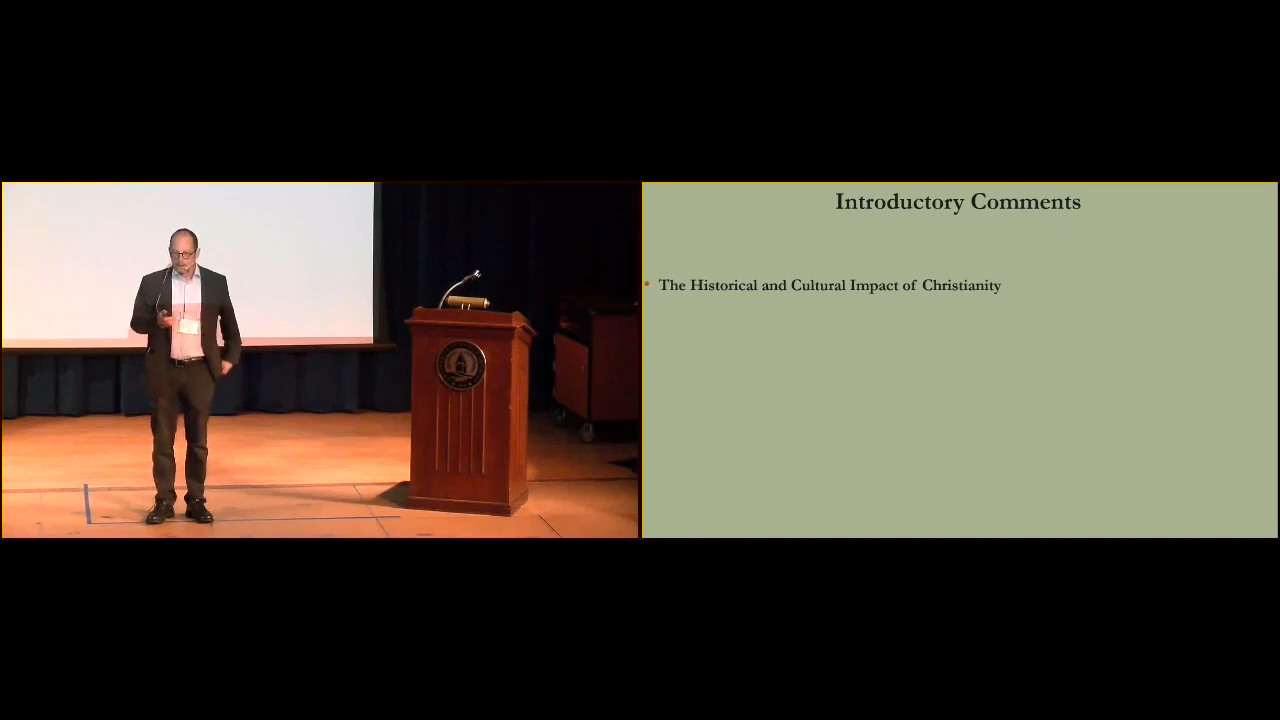 Introductory Comments
• The Historical and Cultural Impact of Christianity